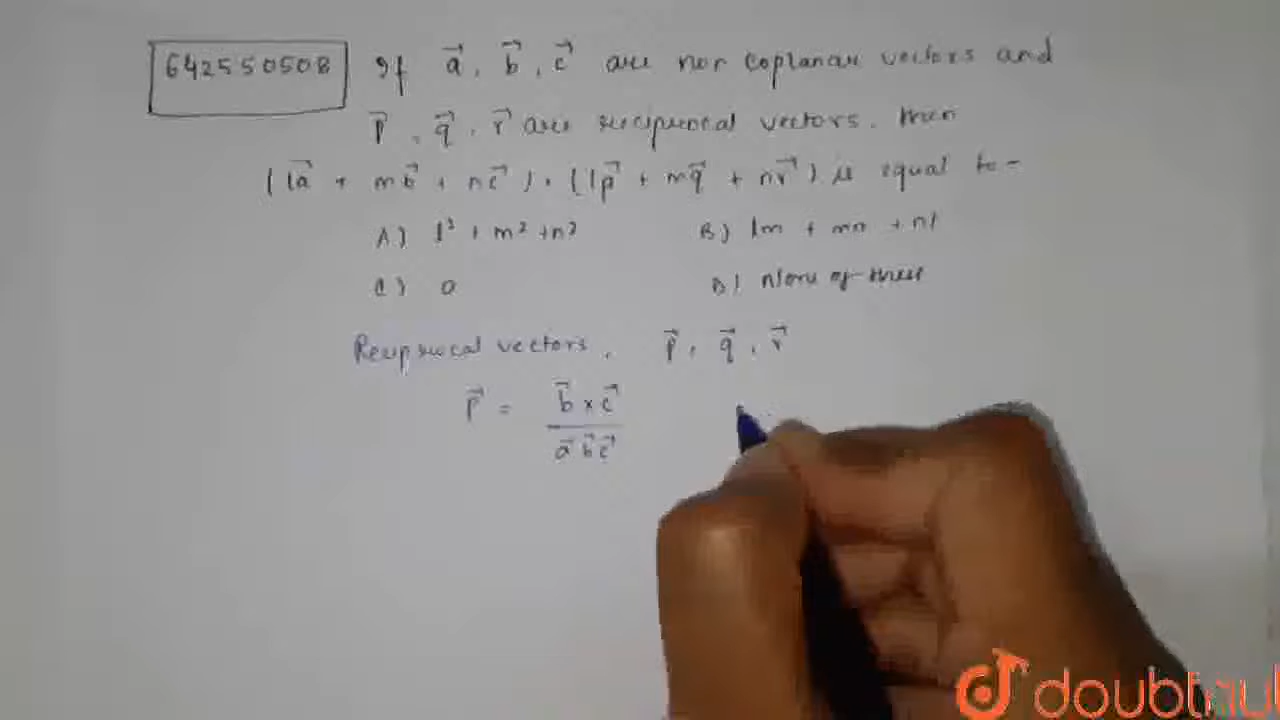 642550508 If a⃗, b⃗, c⃗ are non coplanar vectors and
p⃗, q⃗, r⃗ are reciprocal vectors. then
(la⃗ + mb⃗ + nc⃗) · (lp⃗ + mq⃗ + nr⃗) is equal to -
A) l² + m² + n² B) lm + mn + nl
C) 0 D) None of these
Reciprocal vectors, p⃗, q⃗, r⃗
p⃗ = b⃗ × c⃗
a⃗ b⃗ c⃗
doubtnut